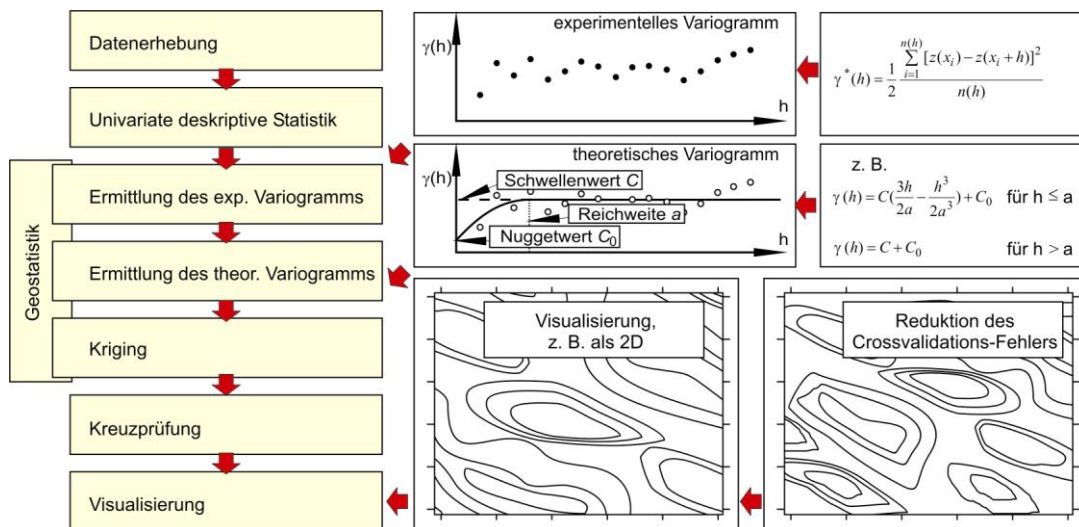 Datenerhebung
Univariate deskriptive Statistik
Geostatistik
Ermittlung des exp. Variogramms
Ermittlung des theor. Variogramms
Kriging
Kreuzprüfung
Visualisierung
experimentelles Variogramm
γ(h)
h
γ*(h) = 1/2 ∑_{i=1}^{n(h)} [z(x_i) – z(x_i + h)]² / n(h)
theoretisches Variogramm
γ(h)
Schwellenwert C
Reichweite a
Nuggetwert C₀
h
z. B.
γ(h) = C(3h/2a – h³/2a³) + C₀ für h ≤ a
γ(h) = C + C₀ für h > a
Visualisierung,
z. B. als 2D
Reduktion des
Crossvalidations-Fehlers